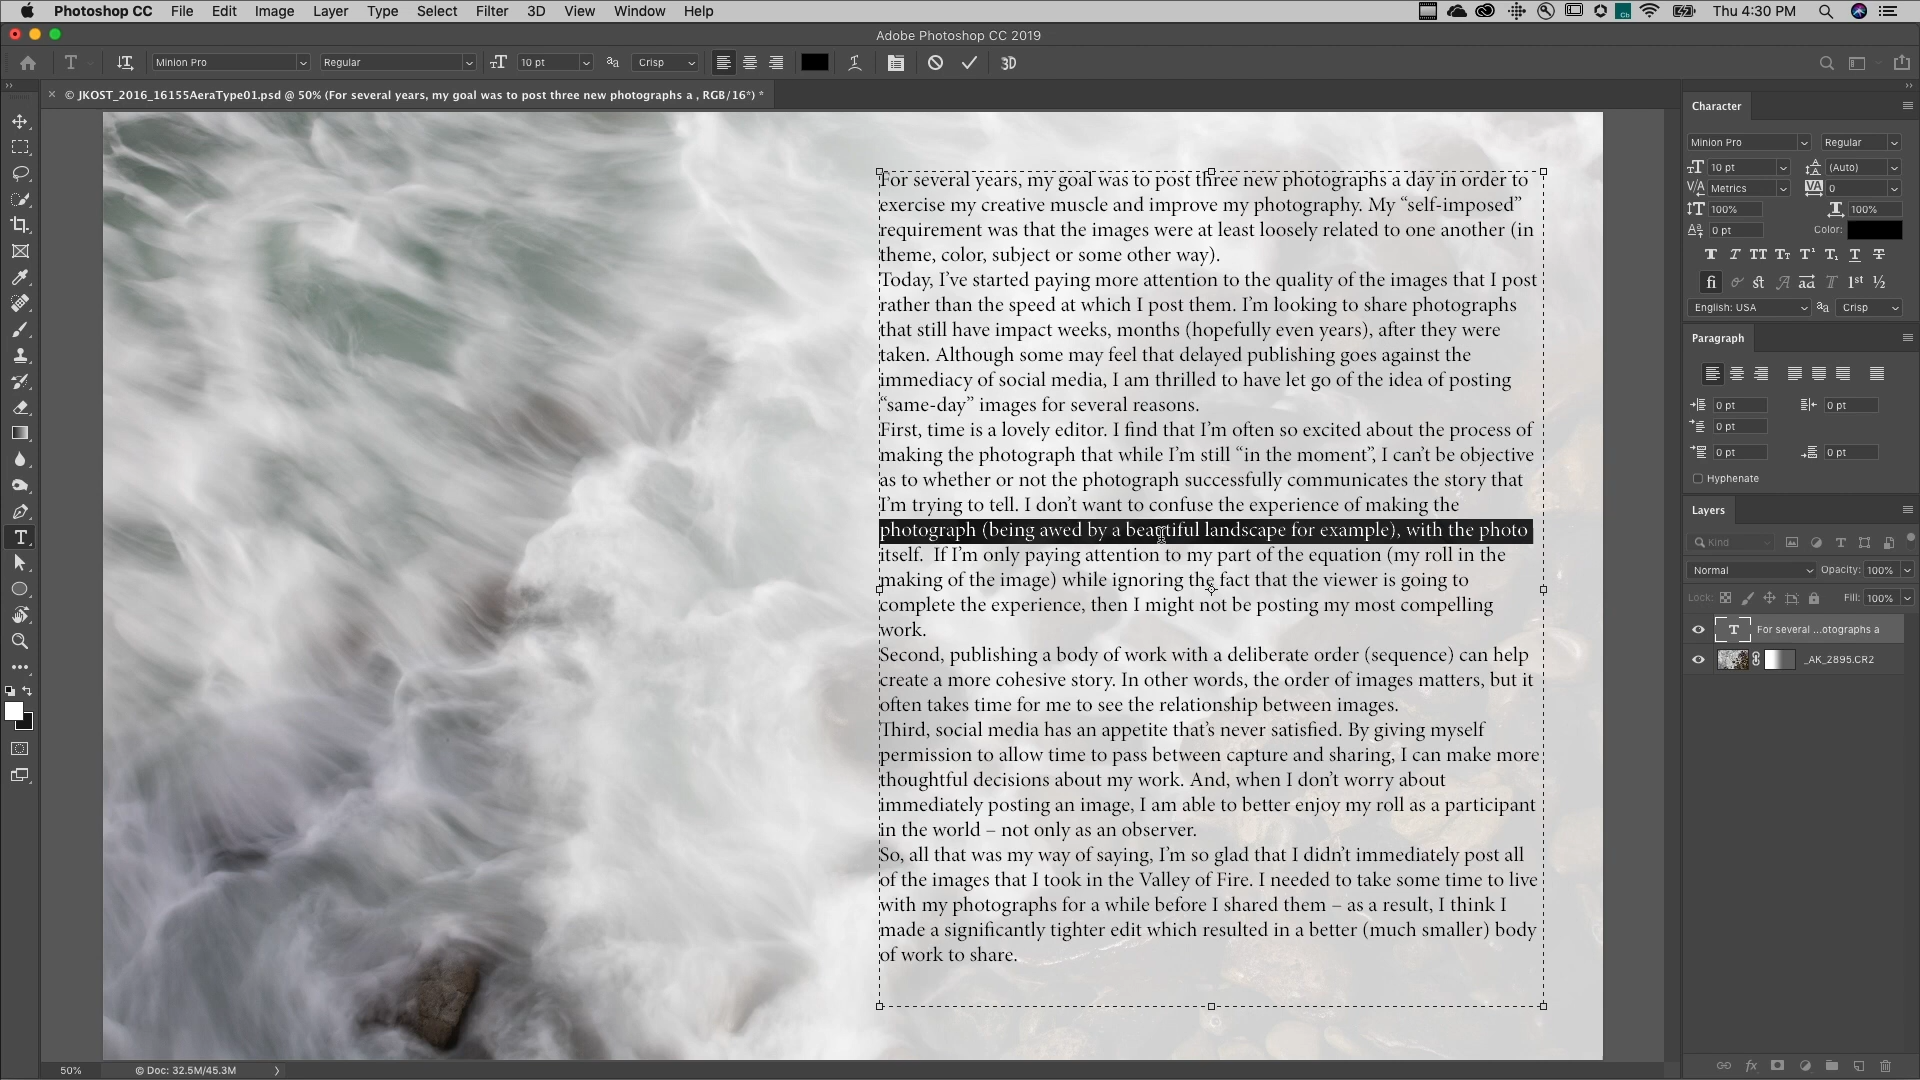 Photoshop CC File Edit Image Layer Type Select Filter 3D View Window Help Thu 4:30 PM
Adobe Photoshop CC 2019
Minion Pro Regular 10 pt Crisp 3D
© JKOST_2016_16155AeraType01.psd @ 50% (For several years, my goal was to post three new photographs a , RGB/16*) *
For several years, my goal was to post three new photographs a day in order to
exercise my creative muscle and improve my photography. My “self-imposed”
requirement was that the images were at least loosely related to one another (in
theme, color, subject or some other way).
Today, I’ve started paying more attention to the quality of the images that I post
rather than the speed at which I post them. I’m looking to share photographs
that still have impact weeks, months (hopefully even years), after they were
taken. Although some may feel that delayed publishing goes against the
immediacy of social media, I am thrilled to have let go of the idea of posting
“same-day” images for several reasons.
First, time is a lovely editor. I find that I’m often so excited about the process of
making the photograph that while I’m still “in the moment”, I can’t be objective
as to whether or not the photograph successfully communicates the story that
I’m trying to tell. I don’t want to confuse the experience of making the
photograph (being awed by a beautiful landscape for example), with the photo
itself.  If I’m only paying attention to my part of the equation (my roll in the
making of the image) while ignoring the fact that the viewer is going to
complete the experience, then I might not be posting my most compelling
work.
Second, publishing a body of work with a deliberate order (sequence) can help
create a more cohesive story. In other words, the order of images matters, but it
often takes time for me to see the relationship between images.
Third, social media has an appetite that’s never satisfied. By giving myself
permission to allow time to pass between capture and sharing, I can make more
thoughtful decisions about my work. And, when I don’t worry about
immediately posting an image, I am able to better enjoy my roll as a participant
in the world – not only as an observer.
So, all that was my way of saying, I’m so glad that I didn’t immediately post all
of the images that I took in the Valley of Fire. I needed to take some time to live
with my photographs for a while before I shared them – as a result, I think I
made a significantly tighter edit which resulted in a better (much smaller) body
of work to share.
Character
Minion Pro Regular
10 pt (Auto)
Metrics 0
100% 100%
0 pt Color:
English: USA Crisp
Paragraph
0 pt 0 pt
0 pt
0 pt 0 pt
Hyphenate
Layers
Kind
Normal Opacity: 100%
Lock: Fill: 100%
For several ...otographs a
_AK_2895.CR2
50% © Doc: 32.5M/45.3M